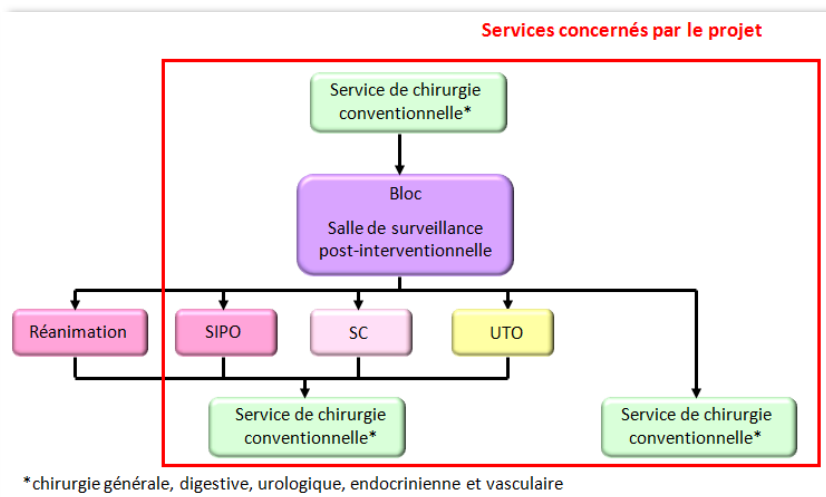 Services concernés par le projet
Service de chirurgie
conventionnelle*
Bloc
Salle de surveillance
post-interventionnelle
Réanimation
SIPO
SC
UTO
Service de chirurgie
conventionnelle*
Service de chirurgie
conventionnelle*
*chirurgie générale, digestive, urologique, endocrinienne et vasculaire